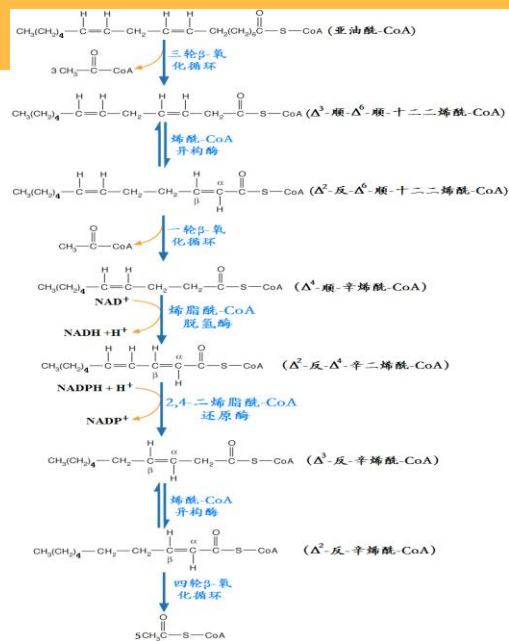 H H H H O
CH₃(CH₂)₄—C=C—CH₂—C=C—CH₂(CH₂)₆C—S—CoA (亚油酰-CoA)
O
3 CH₃—C—CoA
三轮β-氧
化循环
H H H H O
CH₃(CH₂)₄—C=C—CH₂—C=C—CH₂—C—S—CoA (Δ³-顺-Δ⁶-顺-十二二烯酰-CoA)
烯酰-CoA
异构酶
H H H α O
CH₃(CH₂)₄—C=C—CH₂—CH₂—C=C—C—S—CoA (Δ²-反-Δ⁶-顺-十二二烯酰-CoA)
β H
O
CH₃—C—CoA
一轮β-氧
化循环
H H O
CH₃(CH₂)₄—C=C—CH₂—CH₂—C—S—CoA (Δ⁴-顺-辛烯酰-CoA)
NAD⁺
NADH +H⁺
烯脂酰-CoA
脱氢酶
H H H α O
CH₃(CH₂)₄—C=C—C=C—C—S—CoA (Δ²-反-Δ⁴-辛二烯酰-CoA)
β H
NADPH + H⁺
NADP⁺
2,4-二烯脂酰-CoA
还原酶
H α O
CH₃(CH₂)₄—CH₂—C=C—CH₂—C—S—CoA (Δ³-反-辛烯酰-CoA)
β H
烯酰-CoA
异构酶
H α O
CH₃(CH₂)₄—CH₂—CH₂—C=C—C—S—CoA (Δ²-反-辛烯酰-CoA)
β H
四轮β-氧
化循环
O
5CH₃C—S—CoA